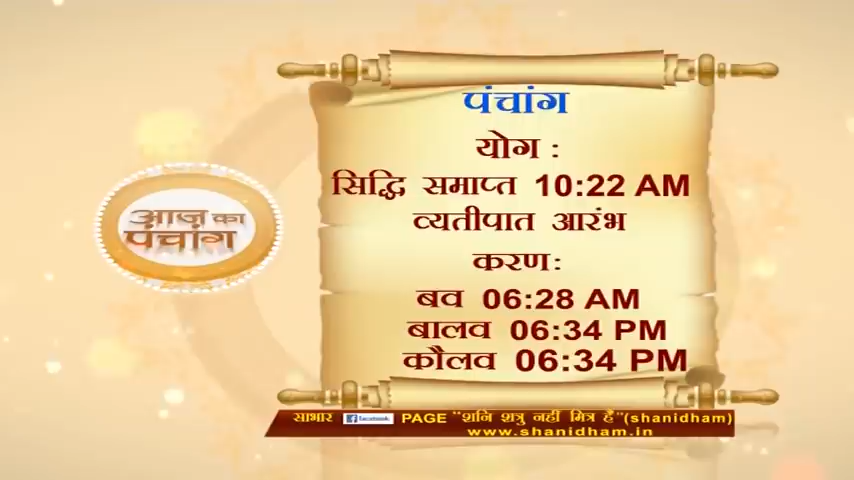 आज का
पंचांग
पंचांग
योग :
सिद्धि समाप्त 10:22 AM
व्यतीपात आरंभ
करण:
बव 06:28 AM
बालव 06:34 PM
कौलव 06:34 PM
साभार facebook PAGE "शनि शत्रु नहीं मित्र है"(shanidham)
www.shanidham.in